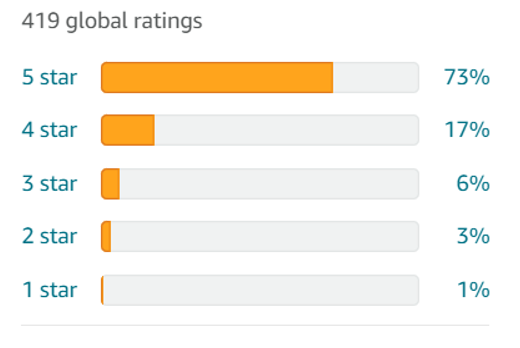 419 global ratings
5 star 73%
4 star 17%
3 star 6%
2 star 3%
1 star 1%